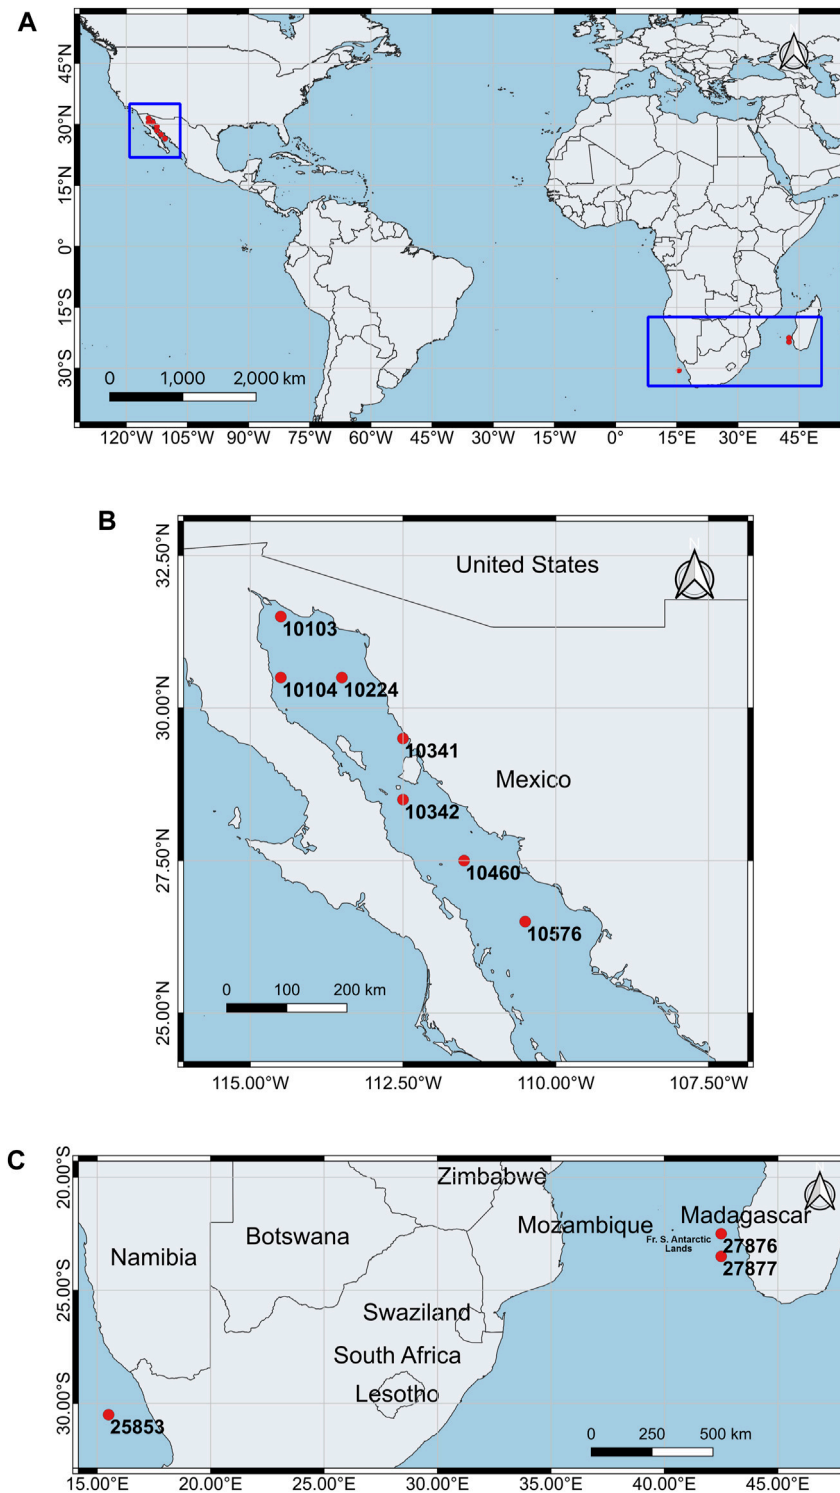 A
N
45°N
30°N
15°N
0°
15°S
30°S
0 1,000 2,000 km
120°W 105°W 90°W 75°W 60°W 45°W 30°W 15°W 0° 15°E 30°E 45°E
B
N
32.50°N
30.00°N
27.50°N
25.00°N
United States
10103
10104 10224
10341
Mexico
10342
10460
10576
0 100 200 km
115.00°W 112.50°W 110.00°W 107.50°W
C
20.00°S
25.00°S
30.00°S
Zimbabwe
Mozambique Madagascar
Botswana
Namibia
Fr. S. Antarctic
Lands
27876
27877
Swaziland
South Africa
Lesotho
25853
0 250 500 km
15.00°E 20.00°E 25.00°E 30.00°E 35.00°E 40.00°E 45.00°E